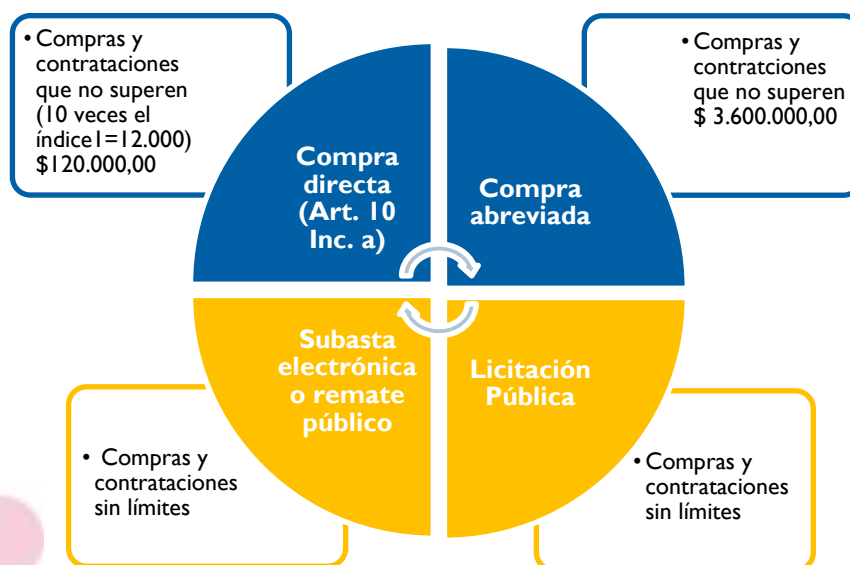 • Compras y
contrataciones
que no superen
(10 veces el
índice1=12.000)
$120.000,00
• Compras y
contratciones
que no superen
$ 3.600.000,00
Compra
directa
(Art. 10
Inc. a)
Compra
abreviada
Subasta
electrónica
o remate
público
Licitación
Pública
• Compras y
contrataciones
sin límites
• Compras y
contrataciones
sin límites